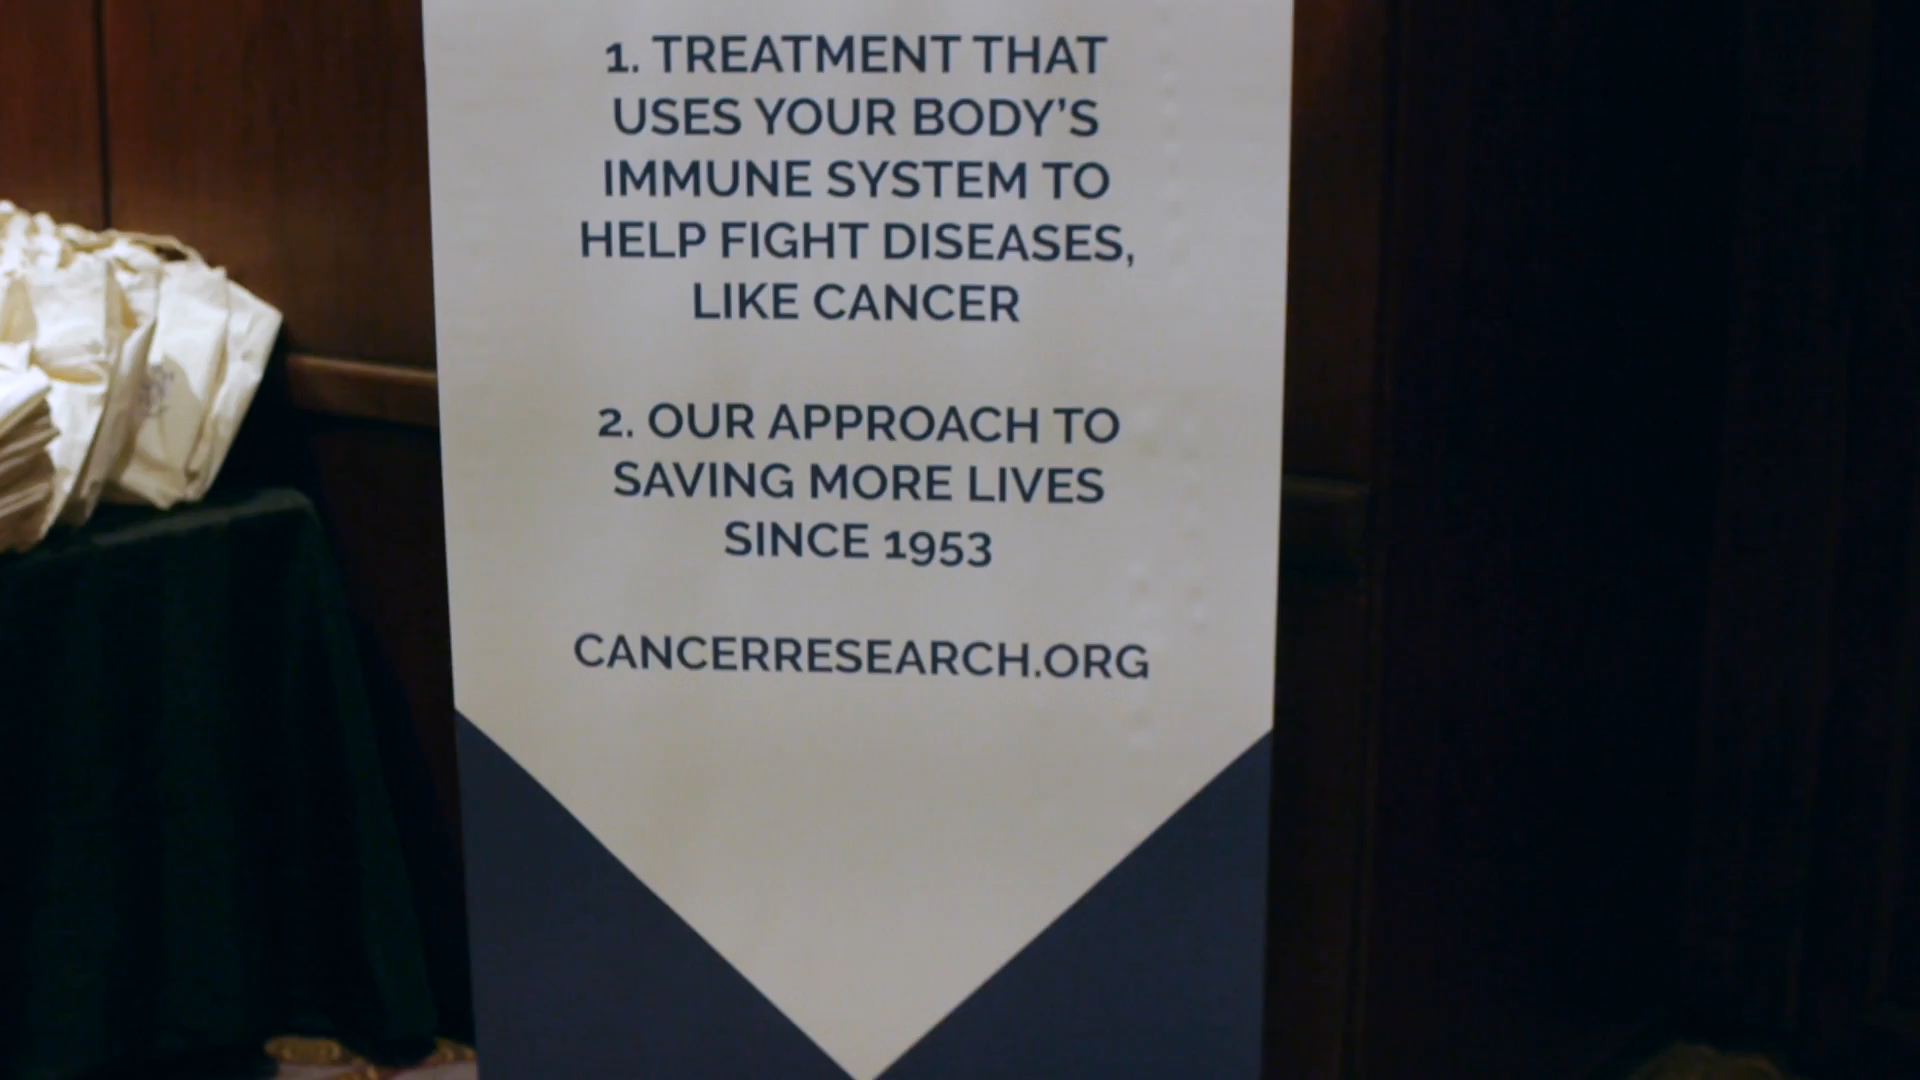 1. TREATMENT THAT
USES YOUR BODY'S
IMMUNE SYSTEM TO
HELP FIGHT DISEASES,
LIKE CANCER
2. OUR APPROACH TO
SAVING MORE LIVES
SINCE 1953
CANCERRESEARCH.ORG